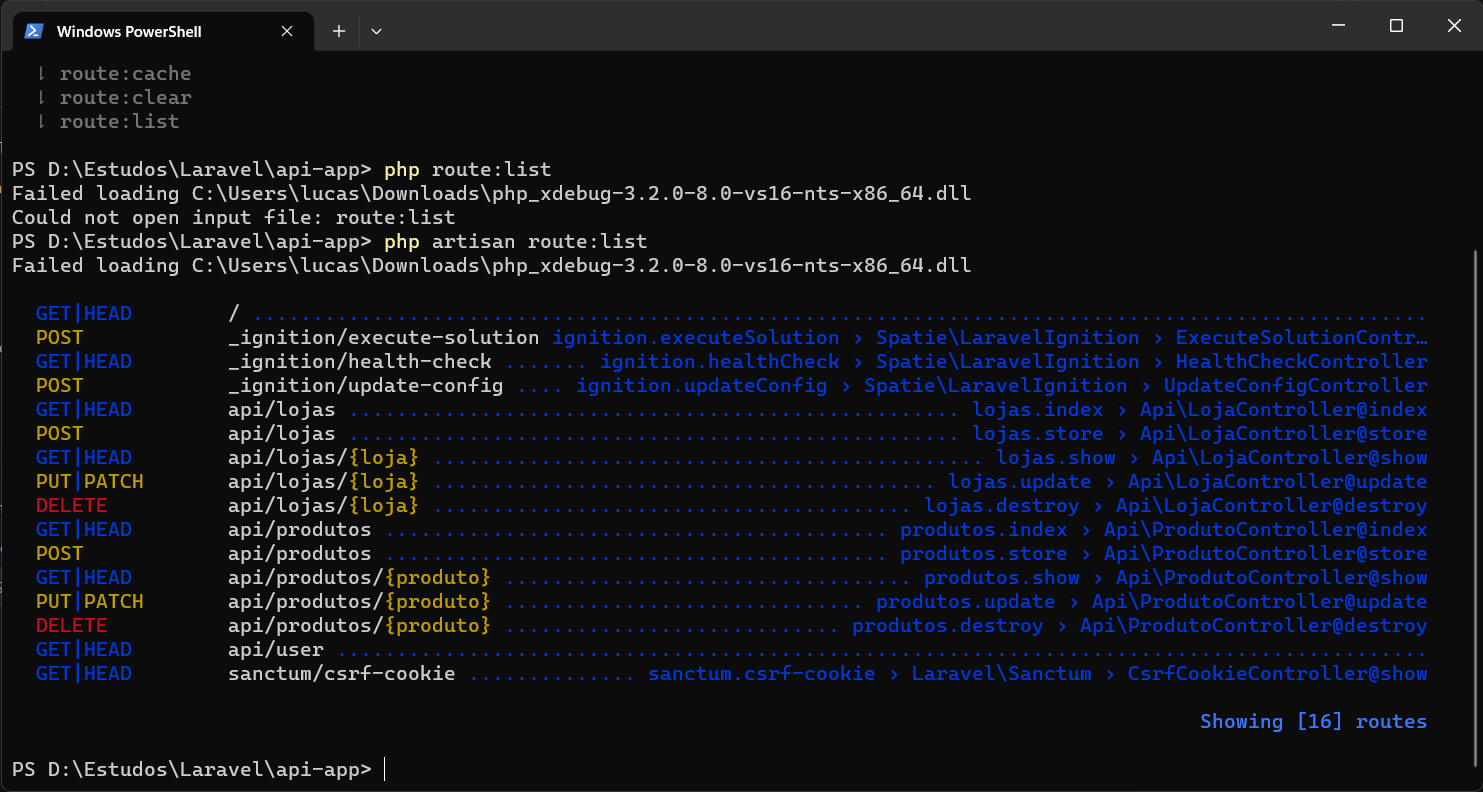 Windows PowerShell
⇂ route:cache
⇂ route:clear
⇂ route:list
PS D:\Estudos\Laravel\api-app> php route:list
Failed loading C:\Users\lucas\Downloads\php_xdebug-3.2.0-8.0-vs16-nts-x86_64.dll
Could not open input file: route:list
PS D:\Estudos\Laravel\api-app> php artisan route:list
Failed loading C:\Users\lucas\Downloads\php_xdebug-3.2.0-8.0-vs16-nts-x86_64.dll
GET|HEAD / ..................................................................................................
POST _ignition/execute-solution ignition.executeSolution › Spatie\LaravelIgnition › ExecuteSolutionContr…
GET|HEAD _ignition/health-check ....... ignition.healthCheck › Spatie\LaravelIgnition › HealthCheckController
POST _ignition/update-config .... ignition.updateConfig › Spatie\LaravelIgnition › UpdateConfigController
GET|HEAD api/lojas ................................................... lojas.index › Api\LojaController@index
POST api/lojas ................................................... lojas.store › Api\LojaController@store
GET|HEAD api/lojas/{loja} .............................................. lojas.show › Api\LojaController@show
PUT|PATCH api/lojas/{loja} .......................................... lojas.update › Api\LojaController@update
DELETE api/lojas/{loja} ........................................ lojas.destroy › Api\LojaController@destroy
GET|HEAD api/produtos .......................................... produtos.index › Api\ProdutoController@index
POST api/produtos .......................................... produtos.store › Api\ProdutoController@store
GET|HEAD api/produtos/{produto} .................................. produtos.show › Api\ProdutoController@show
PUT|PATCH api/produtos/{produto} .............................. produtos.update › Api\ProdutoController@update
DELETE api/produtos/{produto} ............................ produtos.destroy › Api\ProdutoController@destroy
GET|HEAD api/user ...........................................................................................
GET|HEAD sanctum/csrf-cookie .............. sanctum.csrf-cookie › Laravel\Sanctum › CsrfCookieController@show
Showing [16] routes
PS D:\Estudos\Laravel\api-app>